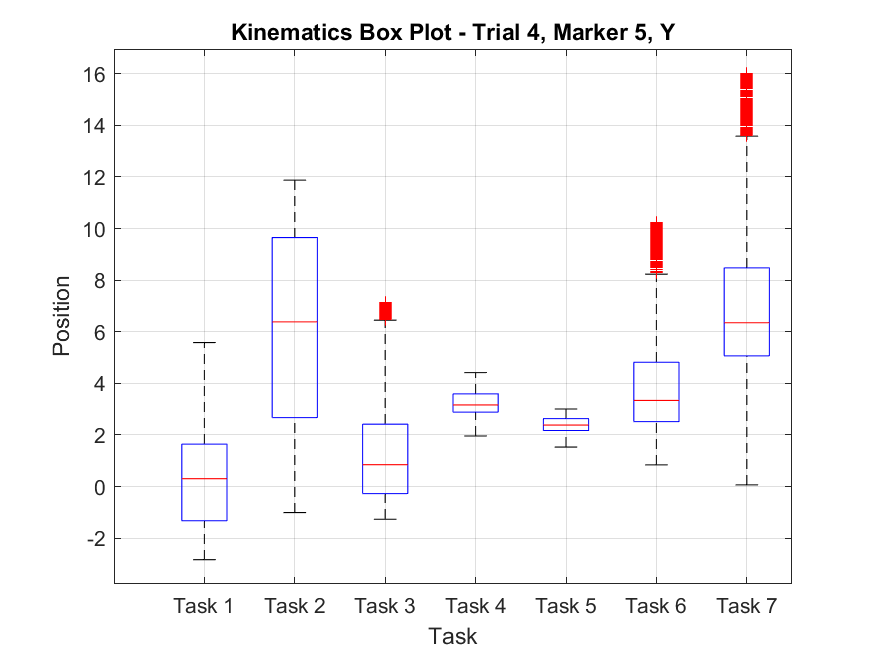 Kinematics Box Plot - Trial 4, Marker 5, Y
Position
16
14
12
10
8
6
4
2
0
-2
Task 1 Task 2 Task 3 Task 4 Task 5 Task 6 Task 7
Task